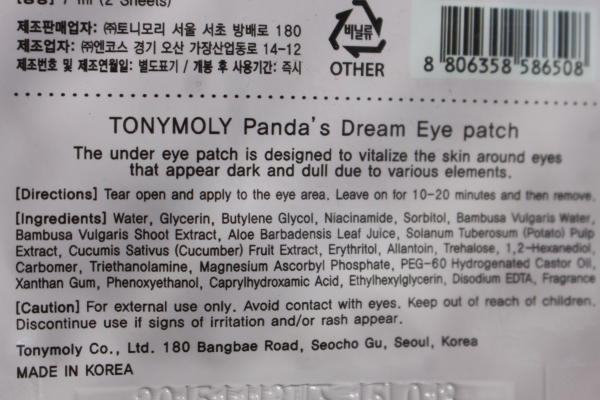 7 ml (2 Sheets)
제조판매업자: ㈜토니모리 서울 서초 방배로 180
제조업자: ㈜엔코스 경기 오산 가장산업동로 14-12
제조번호 및 제조연월일: 별도표기 / 개봉 후 사용기간: 즉시
비닐류
OTHER
8 806358 586508
TONYMOLY Panda's Dream Eye patch
The under eye patch is designed to vitalize the skin around eyes
that appear dark and dull due to various elements.
[Directions] Tear open and apply to the eye area. Leave on for 10-20 minutes and then remove.
[Ingredients] Water, Glycerin, Butylene Glycol, Niacinamide, Sorbitol, Bambusa Vulgaris Water,
Bambusa Vulgaris Shoot Extract, Aloe Barbadensis Leaf Juice, Solanum Tuberosum (Potato) Pulp
Extract, Cucumis Sativus (Cucumber) Fruit Extract, Erythritol, Allantoin, Trehalose, 1,2-Hexanediol,
Carbomer, Triethanolamine, Magnesium Ascorbyl Phosphate, PEG-60 Hydrogenated Castor Oil,
Xanthan Gum, Phenoxyethanol, Caprylhydroxamic Acid, Ethylhexylglycerin, Disodium EDTA, Fragrance
[Caution] For external use only. Avoid contact with eyes. Keep out of reach of children.
Discontinue use if signs of irritation and/or rash appear.
Tonymoly Co., Ltd. 180 Bangbae Road, Seocho Gu, Seoul, Korea
MADE IN KOREA